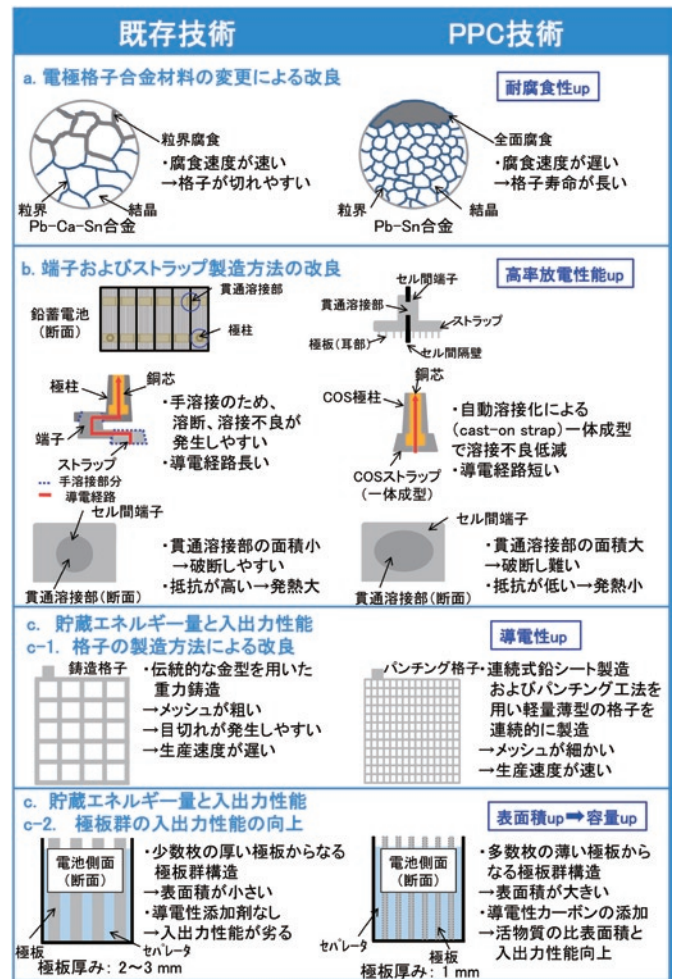 既存技術
PPC技術
a. 電極格子合金材料の変更による改良
耐腐食性up
粒界腐食
・腐食速度が速い
→格子が切れやすい
粒界
結晶
Pb-Ca-Sn合金
全面腐食
・腐食速度が遅い
→格子寿命が長い
粒界
結晶
Pb-Sn合金
b. 端子およびストラップ製造方法の改良
高率放電性能up
貫通溶接部
鉛蓄電池
(断面)
極柱
セル間端子
貫通溶接部
ストラップ
極板(耳部)
セル間隔壁
銅芯
極柱
端子
ストラップ
手溶接部分
導電経路
・手溶接のため、
溶断、溶接不良が
発生しやすい
・導電経路長い
銅芯
COS極柱
COSストラップ
(一体成型)
・自動溶接化による
(cast-on strap)一体成型
で溶接不良低減
・導電経路短い
セル間端子
貫通溶接部(断面)
・貫通溶接部の面積小
→破断しやすい
・抵抗が高い→発熱大
セル間端子
貫通溶接部(断面)
・貫通溶接部の面積大
→破断し難い
・抵抗が低い→発熱小
c. 貯蔵エネルギー量と入出力性能
c-1. 格子の製造方法による改良
導電性up
鋳造格子
・伝統的な金型を用いた
重力鋳造
→メッシュが粗い
→目切れが発生しやすい
→生産速度が遅い
パンチング格子
・連続式鉛シート製造
およびパンチング工法を
用い軽量薄型の格子を
連続的に製造
→メッシュが細かい
→生産速度が速い
c. 貯蔵エネルギー量と入出力性能
c-2. 極板群の入出力性能の向上
表面積up➡容量up
電池側面
(断面)
極板
セパレータ
極板厚み：2～3 mm
・少数枚の厚い極板からなる
極板群構造
→表面積が小さい
・導電性添加剤なし
→入出力性能が劣る
電池側面
(断面)
セパレータ
極板
極板厚み：1 mm
・多数枚の薄い極板から
なる極板群構造
→表面積が大きい
・導電性カーボンの添加
→活物質の比表面積と
入出力性能向上